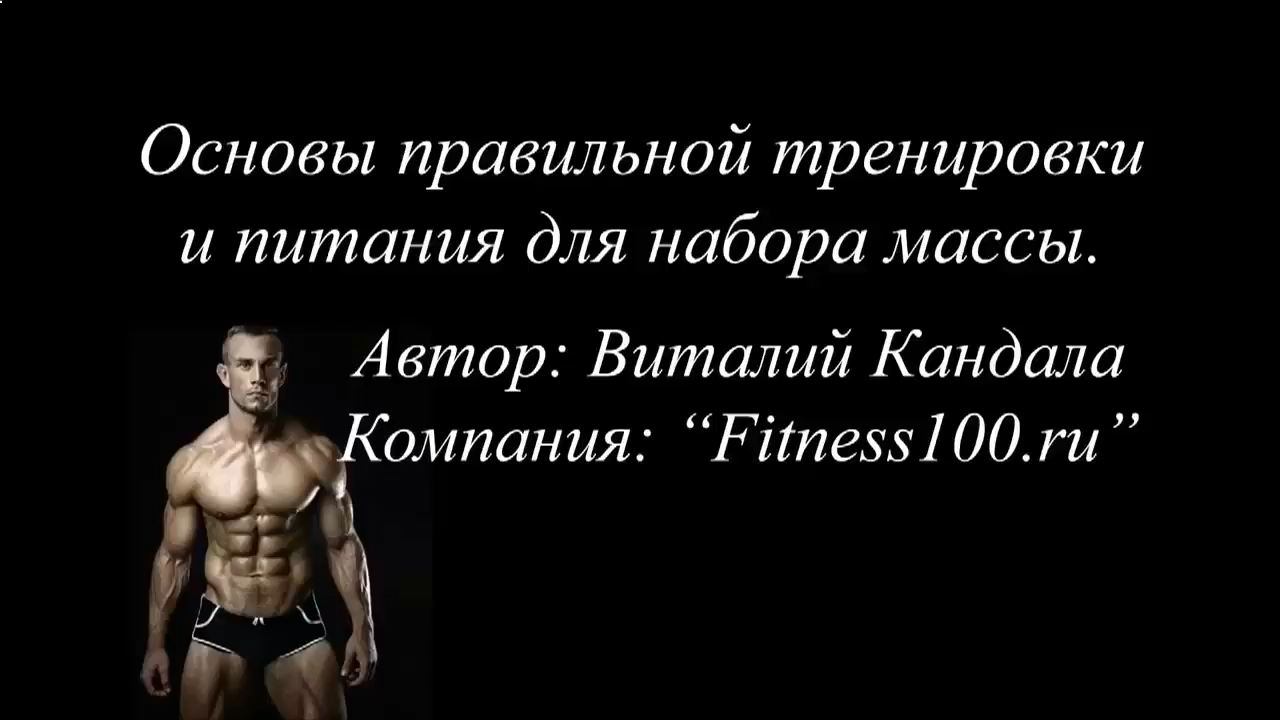 Основы правильной тренировки
и питания для набора массы.
Автор: Виталий Кандала
Компания: “Fitness100.ru”